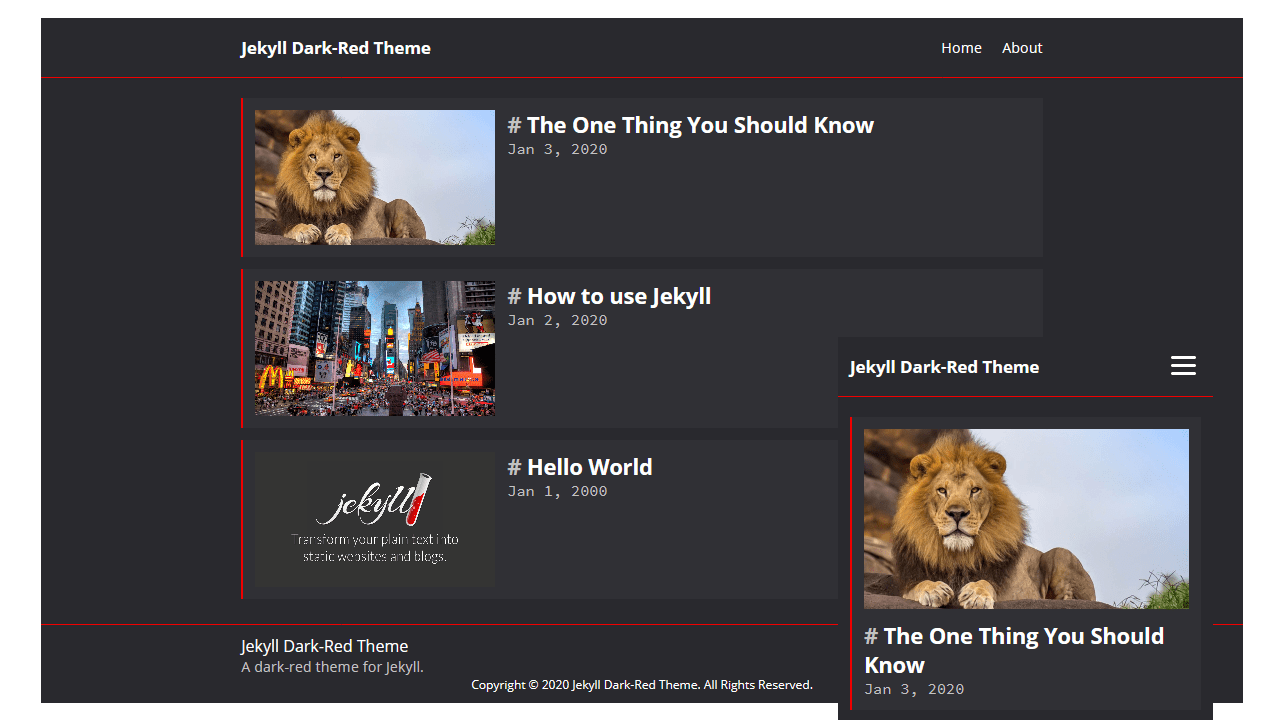 Jekyll Dark-Red Theme
Home About
# The One Thing You Should Know
Jan 3, 2020
# How to use Jekyll
Jan 2, 2020
# Hello World
Jan 1, 2000
jekyll
Transform your plain text into
static websites and blogs.
Jekyll Dark-Red Theme
A dark-red theme for Jekyll.
Copyright © 2020 Jekyll Dark-Red Theme. All Rights Reserved.
Jekyll Dark-Red Theme
# The One Thing You Should
Know
Jan 3, 2020